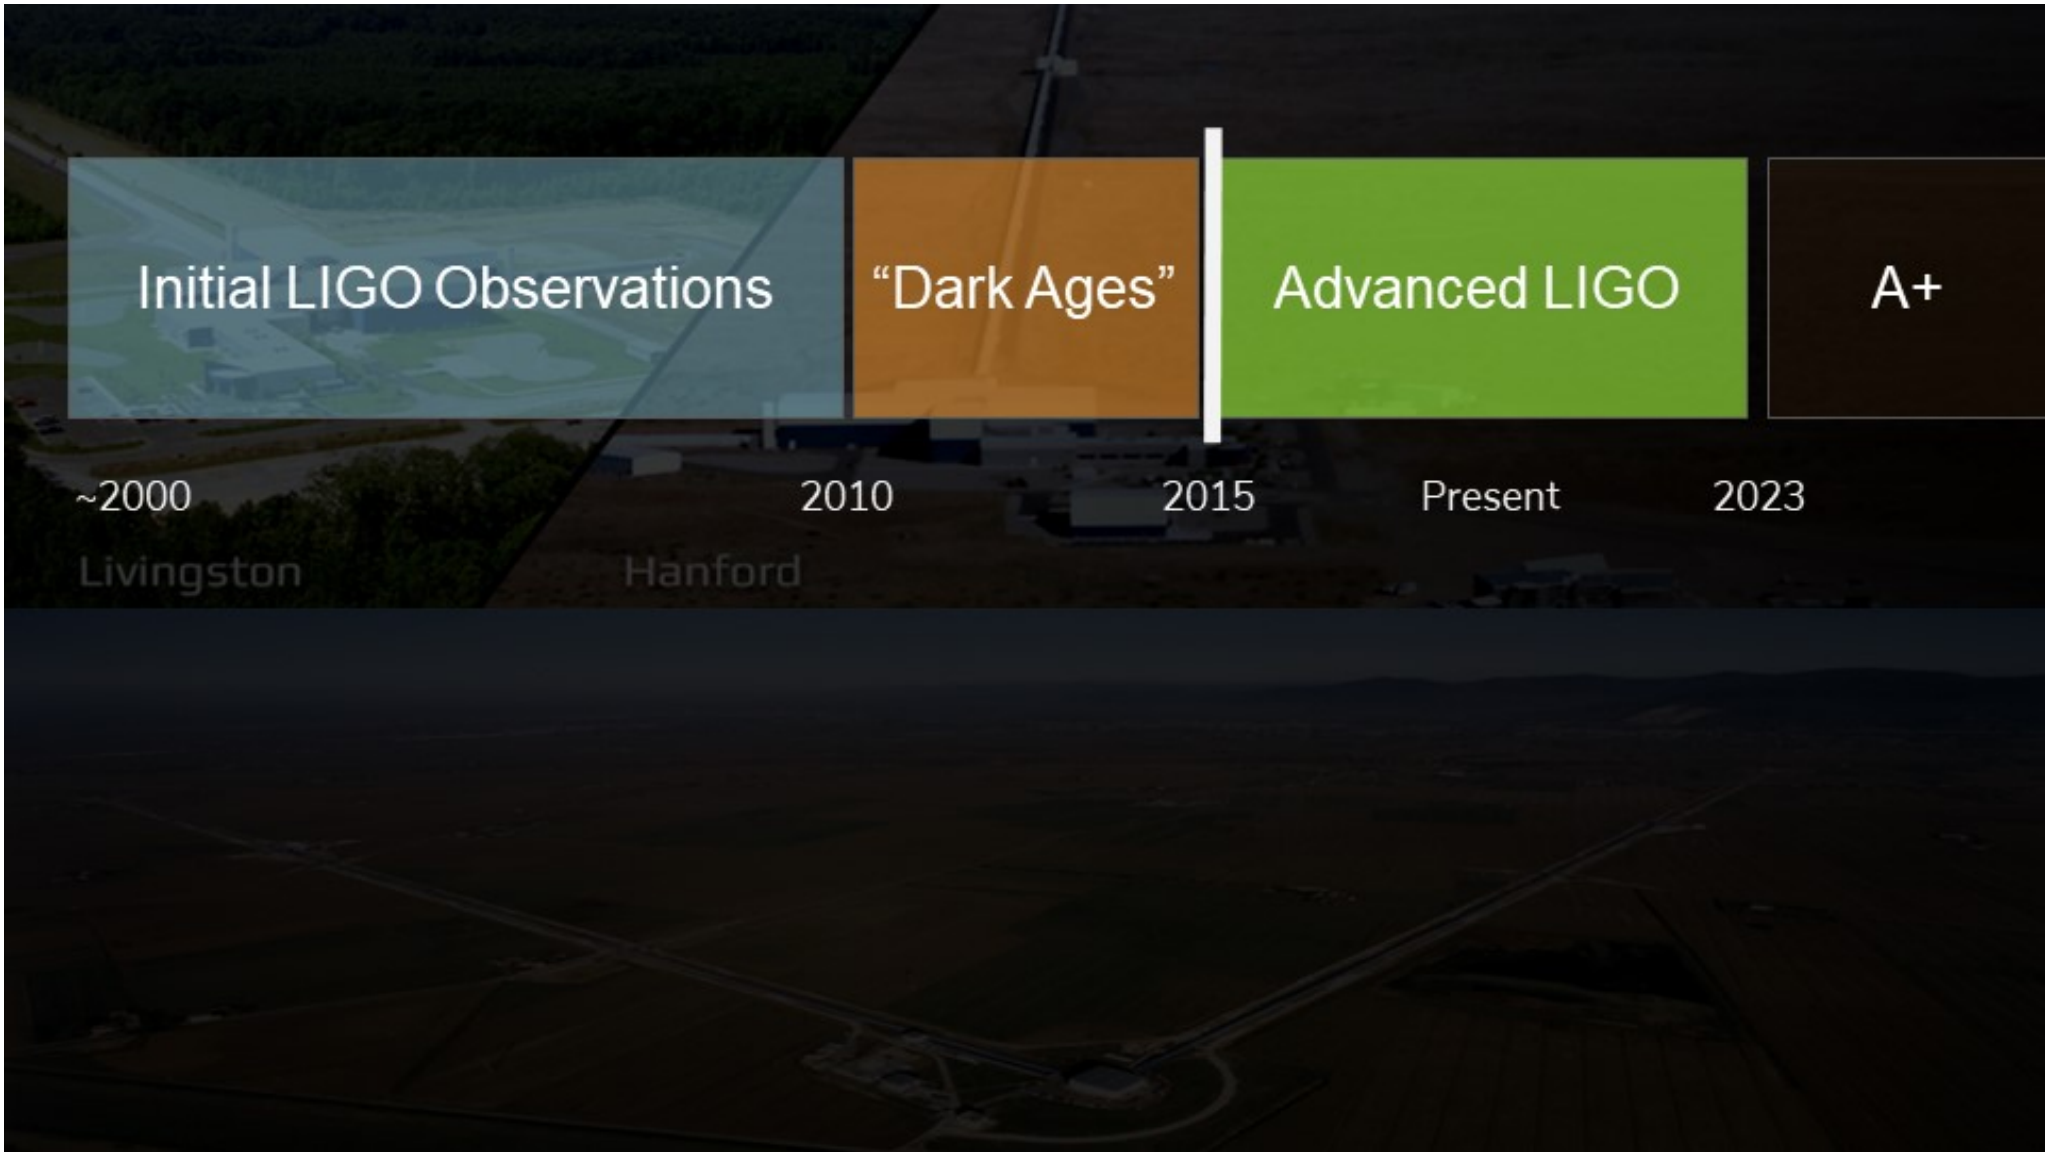 Initial LIGO Observations
“Dark Ages”
Advanced LIGO
A+
~2000
2010
2015
Present
2023
Livingston
Hanford